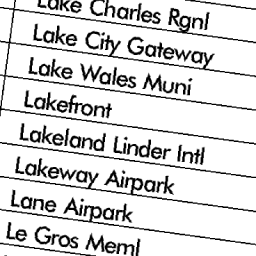 Lake Charles Rgnl
Lake City Gateway
Lake Wales Muni
Lakefront
Lakeland Linder Intl
Lakeway Airpark
Lane Airpark
Le Gros Meml